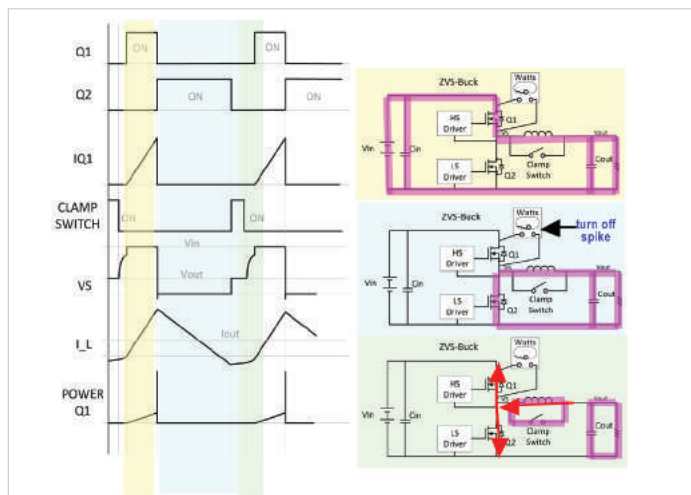 Q1
ON
ON
Q2
ON
ON
IQ1
CLAMP
SWITCH
ON
ON
Vin
Vout
VS
Iout
I_L
POWER
Q1
ZVS-Buck
Watts
HS
Driver
Q1
Vin
Cin
VS
Vout
LS
Driver
Q2
Clamp
Switch
Cout
ZVS-Buck
Watts
turn off
spike
HS
Driver
Q1
Vin
Cin
VS
Vout
LS
Driver
Q2
Clamp
Switch
Cout
ZVS-Buck
Watts
HS
Driver
Q1
Vin
Cin
VS
Vout
LS
Driver
Q2
Clamp
Switch
Cout